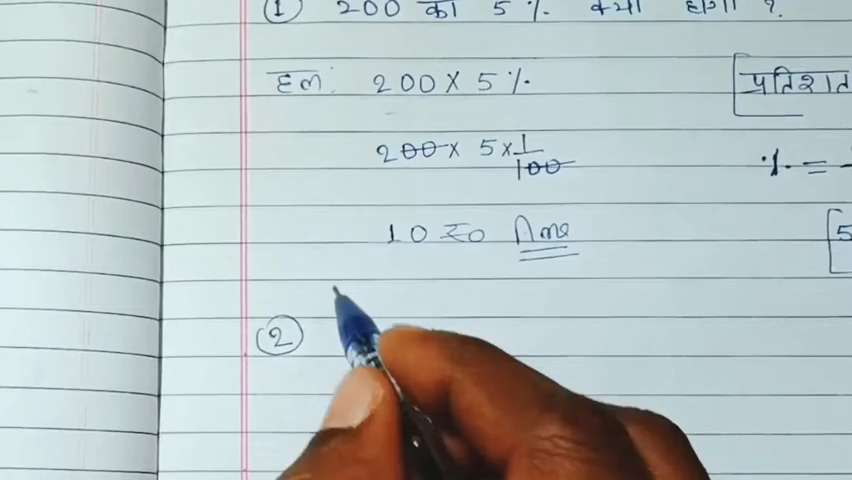 ① 200 का 5 % क्या होगा ?
हल : 200 × 5 %
प्रतिशत
200 × 5 × 1/100
% =
10 रु० Ans
5
②